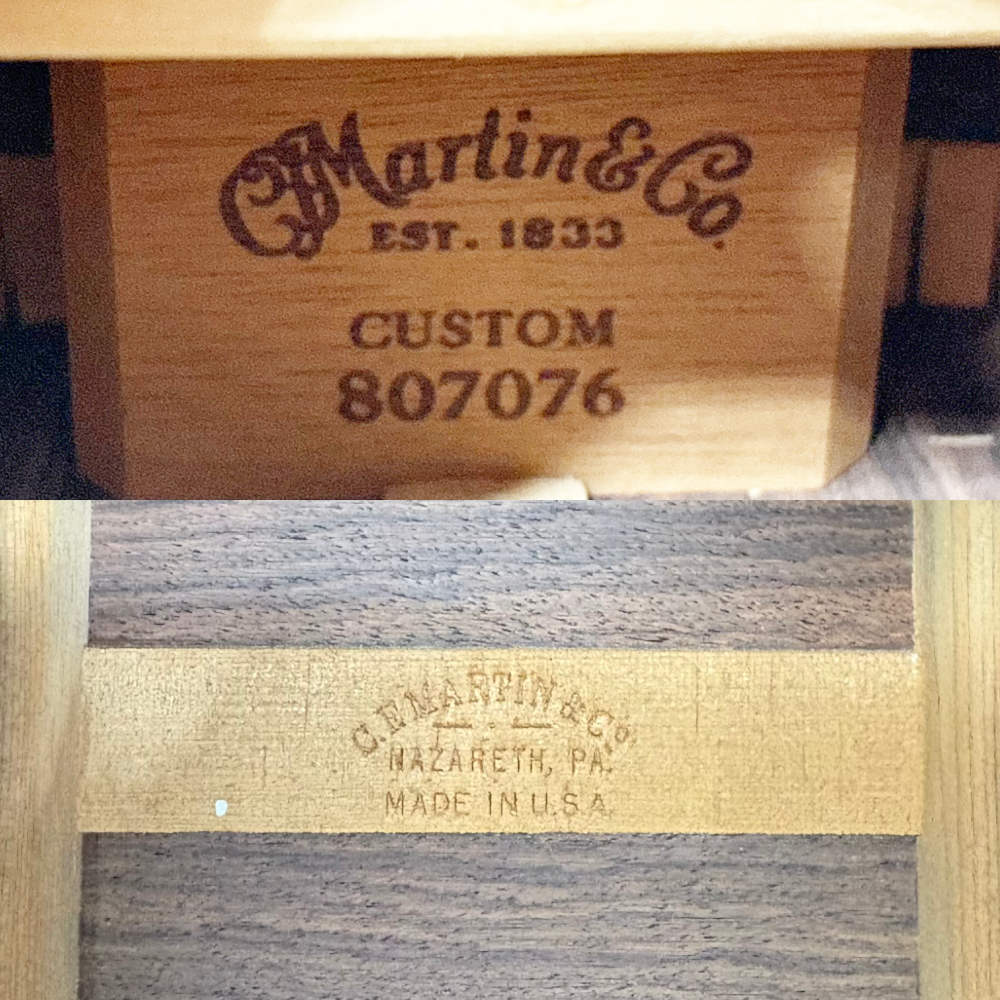 CFMartin & Co.
EST. 1833
CUSTOM
807076
C.F. MARTIN & Co.
NAZARETH, PA.
MADE IN U.S.A.